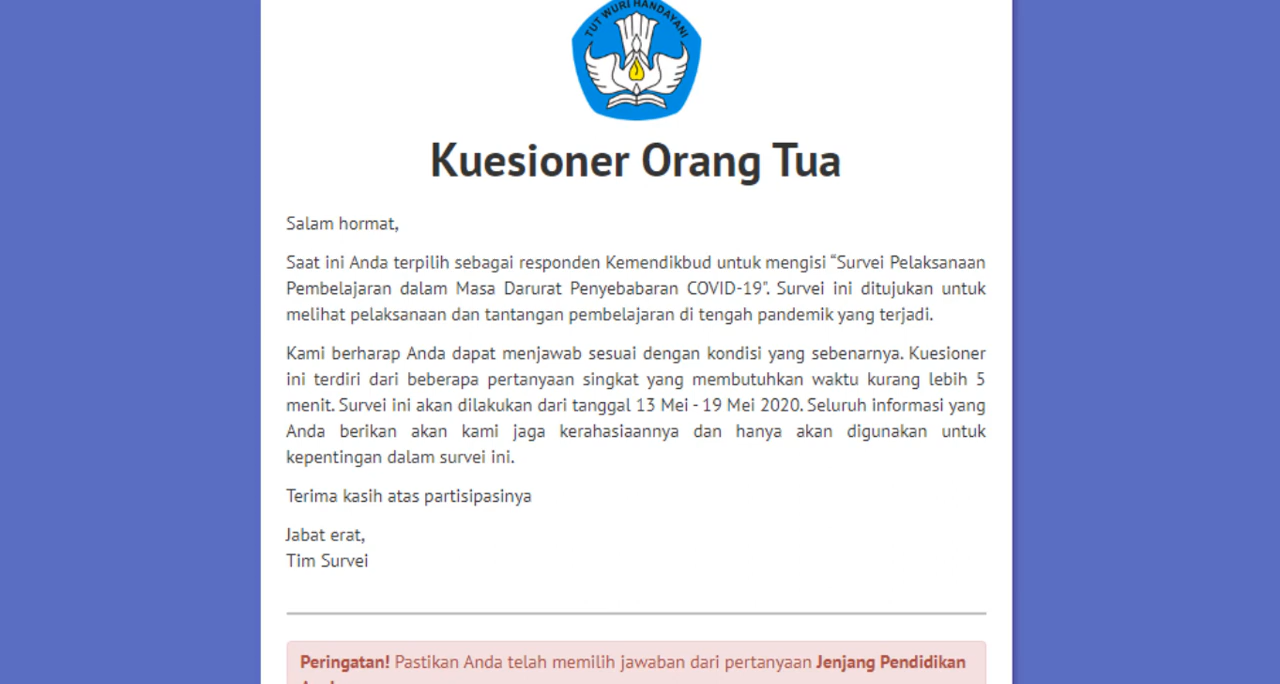 TUT WURI HANDAYANI
Kuesioner Orang Tua
Salam hormat,
Saat ini Anda terpilih sebagai responden Kemendikbud untuk mengisi “Survei Pelaksanaan
Pembelajaran dalam Masa Darurat Penyebabaran COVID-19". Survei ini ditujukan untuk
melihat pelaksanaan dan tantangan pembelajaran di tengah pandemik yang terjadi.
Kami berharap Anda dapat menjawab sesuai dengan kondisi yang sebenarnya. Kuesioner
ini terdiri dari beberapa pertanyaan singkat yang membutuhkan waktu kurang lebih 5
menit. Survei ini akan dilakukan dari tanggal 13 Mei - 19 Mei 2020. Seluruh informasi yang
Anda berikan akan kami jaga kerahasiaannya dan hanya akan digunakan untuk
kepentingan dalam survei ini.
Terima kasih atas partisipasinya
Jabat erat,
Tim Survei
Peringatan! Pastikan Anda telah memilih jawaban dari pertanyaan Jenjang Pendidikan